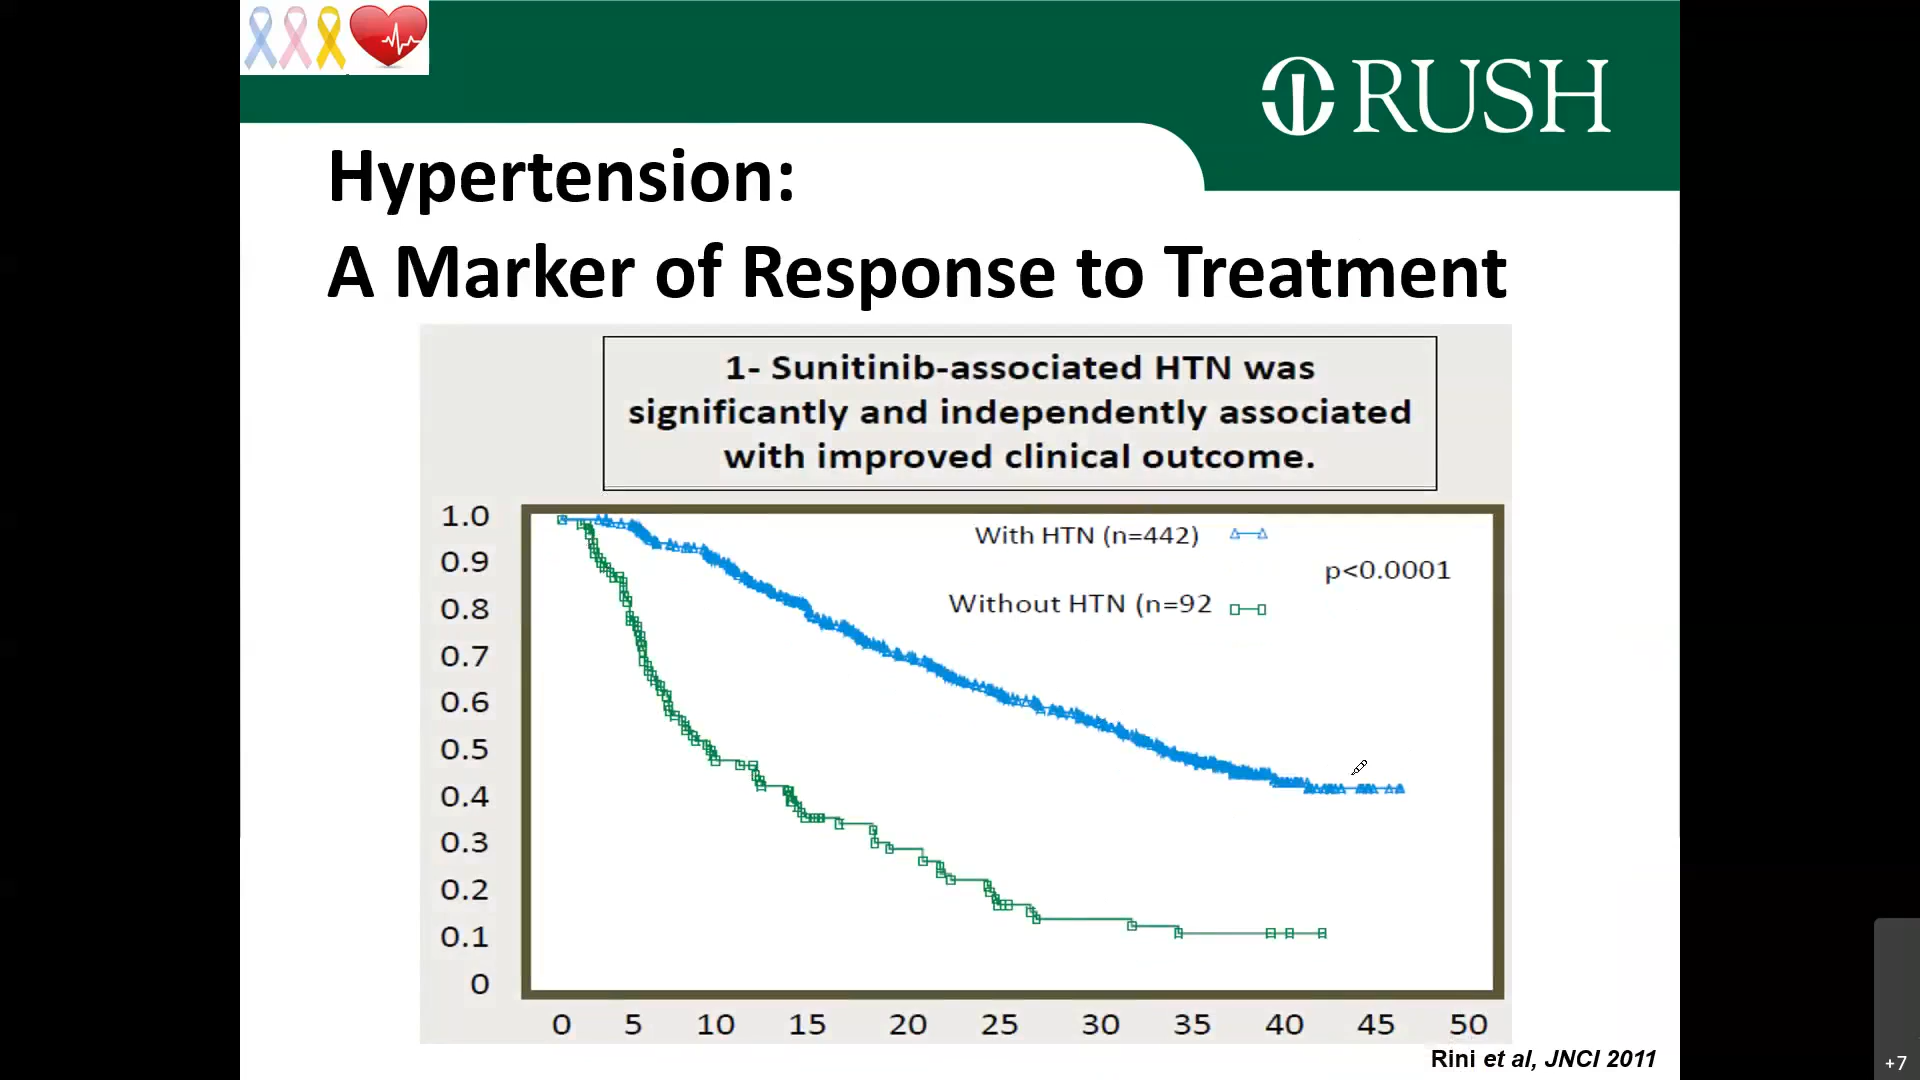 RUSH
Hypertension:
A Marker of Response to Treatment
1- Sunitinib-associated HTN was
significantly and independently associated
with improved clinical outcome.
1.0
0.9
0.8
0.7
0.6
0.5
0.4
0.3
0.2
0.1
0
With HTN (n=442)
p<0.0001
Without HTN (n=92
0 5 10 15 20 25 30 35 40 45 50
Rini et al, JNCI 2011
+7